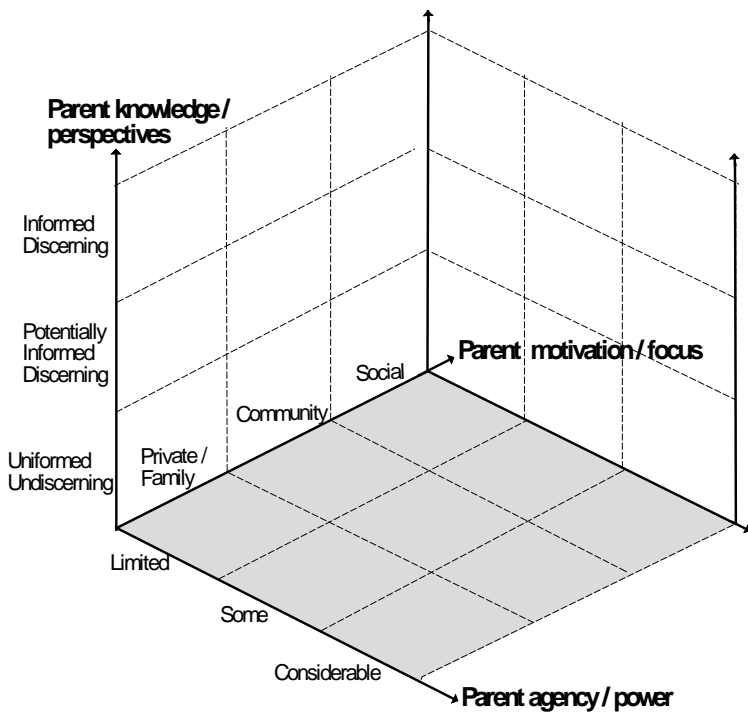 Parent knowledge /
perspectives
Informed
Discerning
Potentially
Informed
Discerning
Uniformed
Undiscerning
Parent motivation / focus
Social
Community
Private /
Family
Limited
Some
Considerable
Parent agency / power